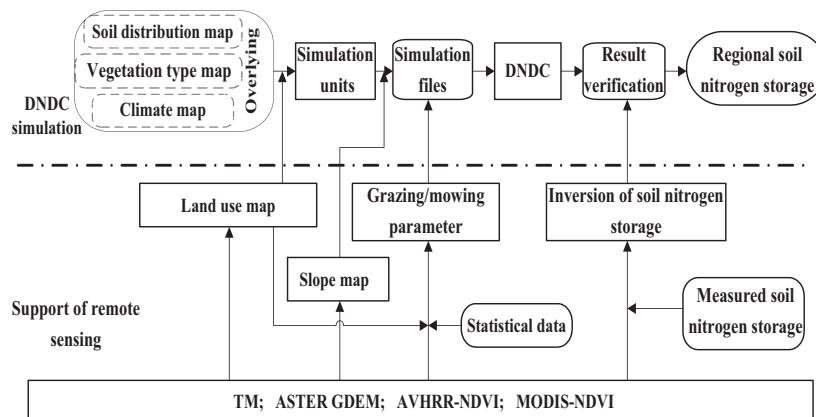 Soil distribution map
Vegetation type map
Climate map
Overlying
DNDC
simulation
Simulation
units
Simulation
files
DNDC
Result
verification
Regional soil
nitrogen storage
Land use map
Grazing/mowing
parameter
Inversion of soil nitrogen
storage
Slope map
Support of remote
sensing
Statistical data
Measured soil
nitrogen storage
TM; ASTER GDEM; AVHRR-NDVI; MODIS-NDVI